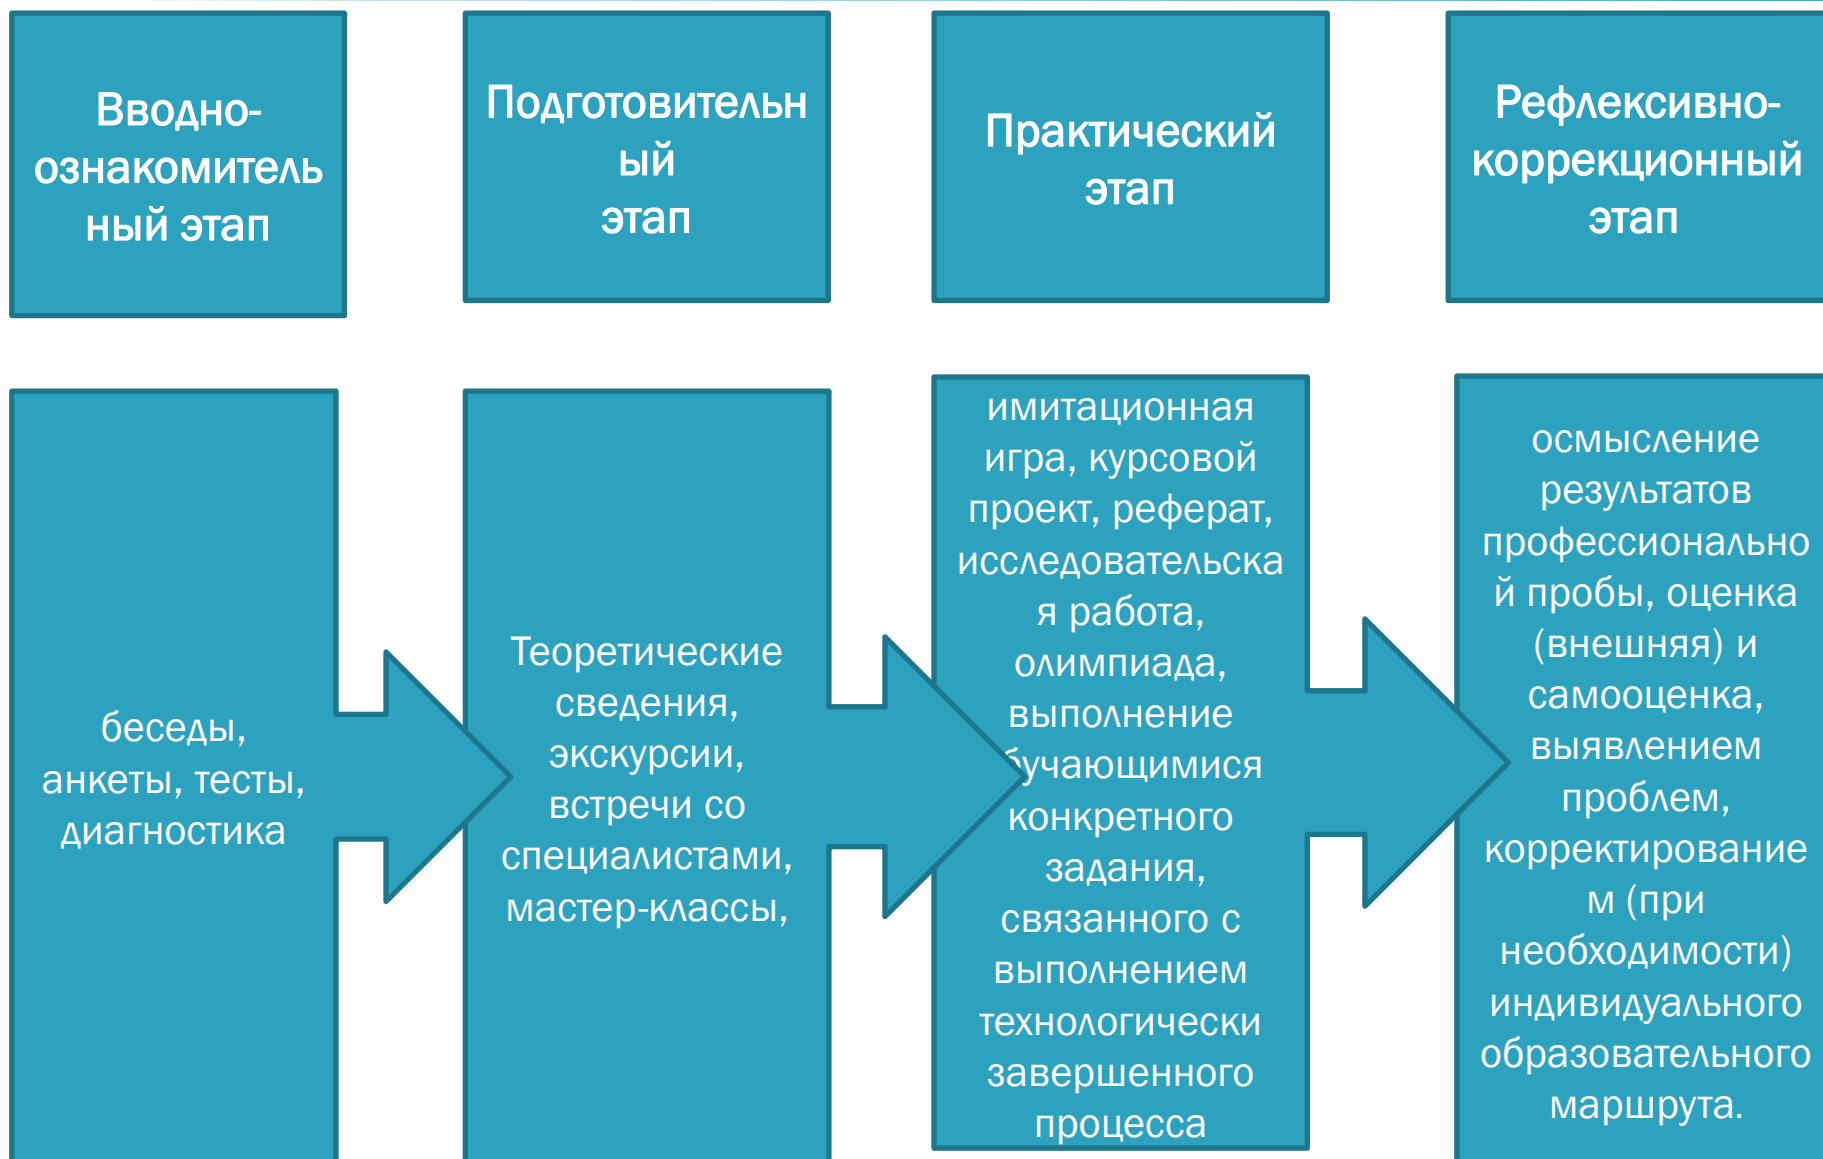 Вводно-
ознакомитель
ный этап
Подготовительн
ый
этап
Практический
этап
Рефлексивно-
коррекционный
этап
беседы,
анкеты, тесты,
диагностика
Теоретические
сведения,
экскурсии,
встречи со
специалистами,
мастер-классы,
имитационная
игра, курсовой
проект, реферат,
исследовательска
я работа,
олимпиада,
выполнение
бучающимися
конкретного
задания,
связанного с
выполнением
технологически
завершенного
процесса
осмысление
результатов
профессионально
й пробы, оценка
(внешняя) и
самооценка,
выявлением
проблем,
корректирование
м (при
необходимости)
индивидуального
образовательного
маршрута.